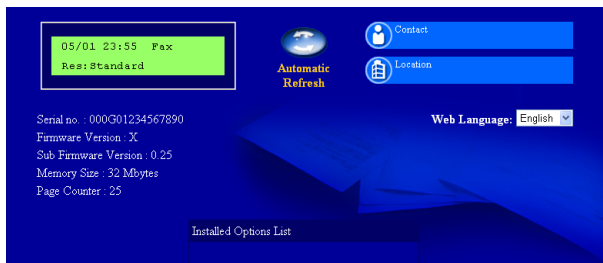 05/01 23:55 Fax
Res:Standard
Automatic
Refresh
Contact
Location
Serial no. : 000G01234567890
Firmware Version : X
Sub Firmware Version : 0.25
Memory Size : 32 Mbytes
Page Counter : 25
Web Language: English
Installed Options List